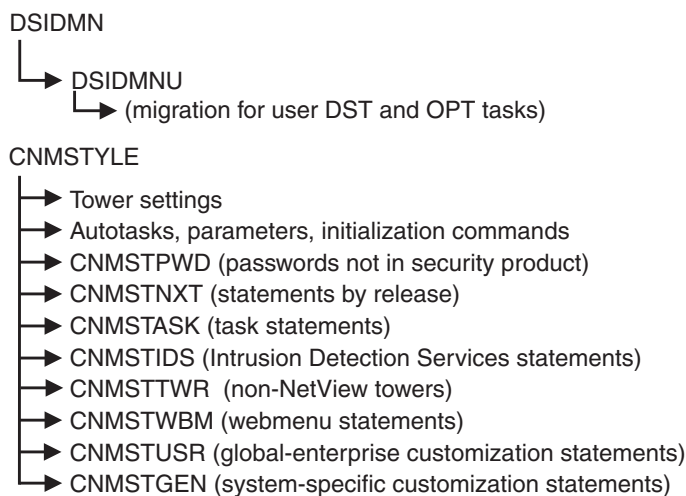 DSIDMN
DSIDMNU
(migration for user DST and OPT tasks)
CNMSTYLE
Tower settings
Autotasks, parameters, initialization commands
CNMSTPWD (passwords not in security product)
CNMSTNXT (statements by release)
CNMSTASK (task statements)
CNMSTIDS (Intrusion Detection Services statements)
CNMSTTWR (non-NetView towers)
CNMSTWBM (webmenu statements)
CNMSTUSR (global-enterprise customization statements)
CNMSTGEN (system-specific customization statements)